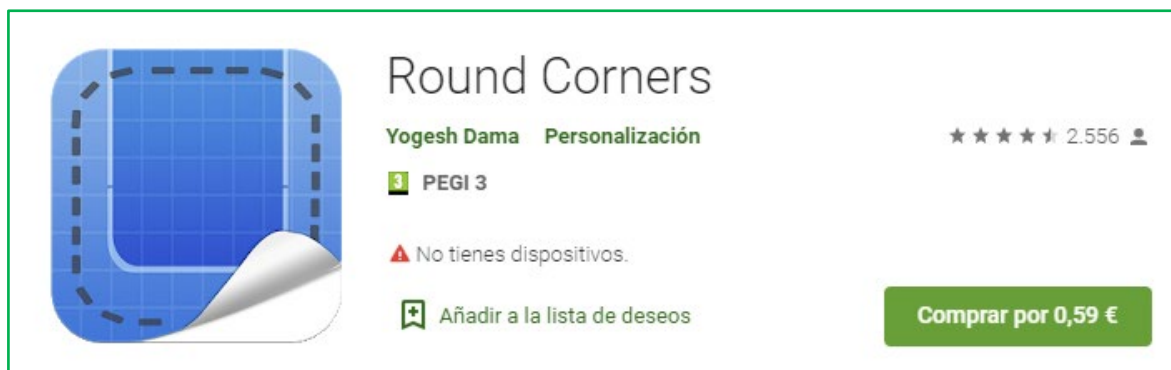 Round Corners
Yogesh Dama Personalización
2.556
3 PEGI 3
No tienes dispositivos.
Añadir a la lista de deseos
Comprar por 0,59 €